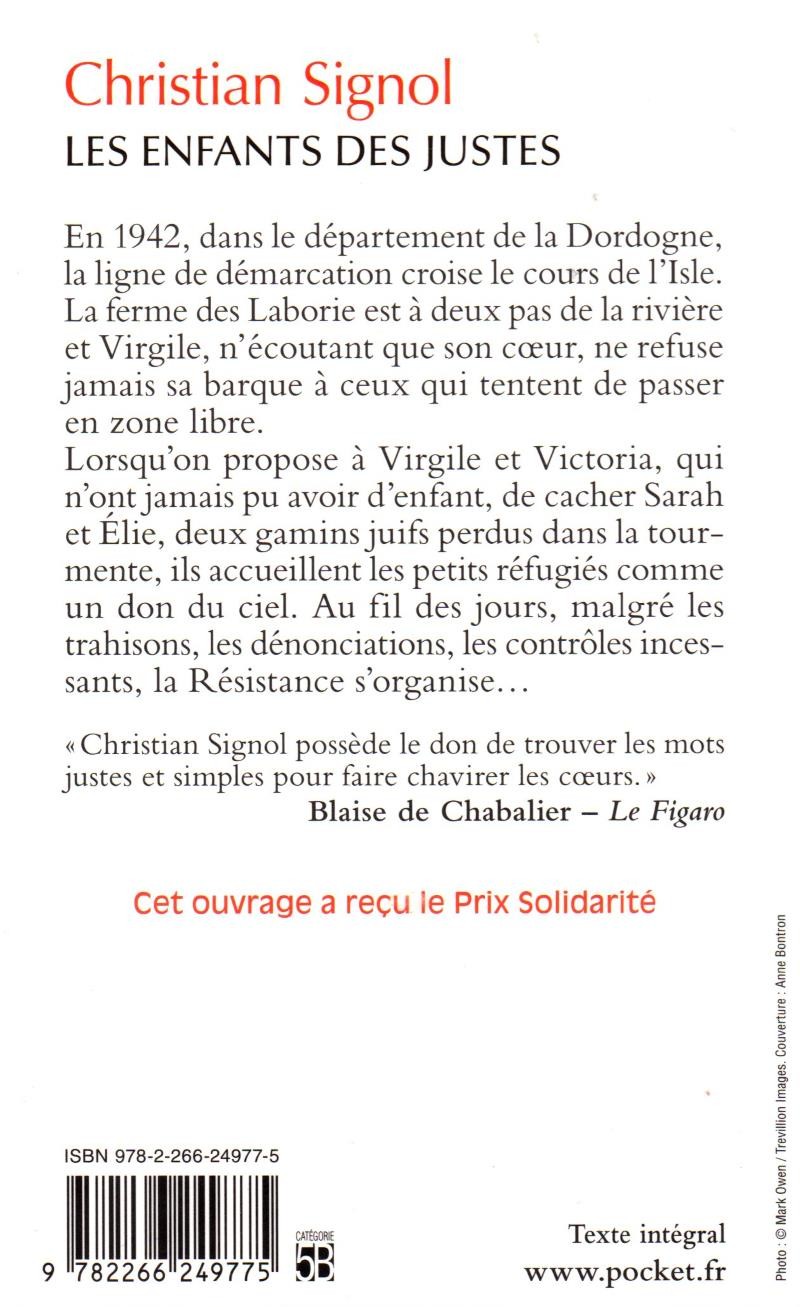 Christian Signol
LES ENFANTS DES JUSTES
En 1942, dans le département de la Dordogne,
la ligne de démarcation croise le cours de l'Isle.
La ferme des Laborie est à deux pas de la rivière
et Virgile, n'écoutant que son cœur, ne refuse
jamais sa barque à ceux qui tentent de passer
en zone libre.
Lorsqu'on propose à Virgile et Victoria, qui
n'ont jamais pu avoir d'enfant, de cacher Sarah
et Élie, deux gamins juifs perdus dans la tour-
mente, ils accueillent les petits réfugiés comme
un don du ciel. Au fil des jours, malgré les
trahisons, les dénonciations, les contrôles inces-
sants, la Résistance s'organise…
« Christian Signol possède le don de trouver les mots
justes et simples pour faire chavirer les cœurs. »
Blaise de Chabalier – Le Figaro
Cet ouvrage a reçu le Prix Solidarité
Photo : © Mark Owen / Trevillion Images. Couverture : Anne Bontron
ISBN 978-2-266-24977-5
9 782266 249775
CATÉGORIE
5B
Texte intégral
www.pocket.fr